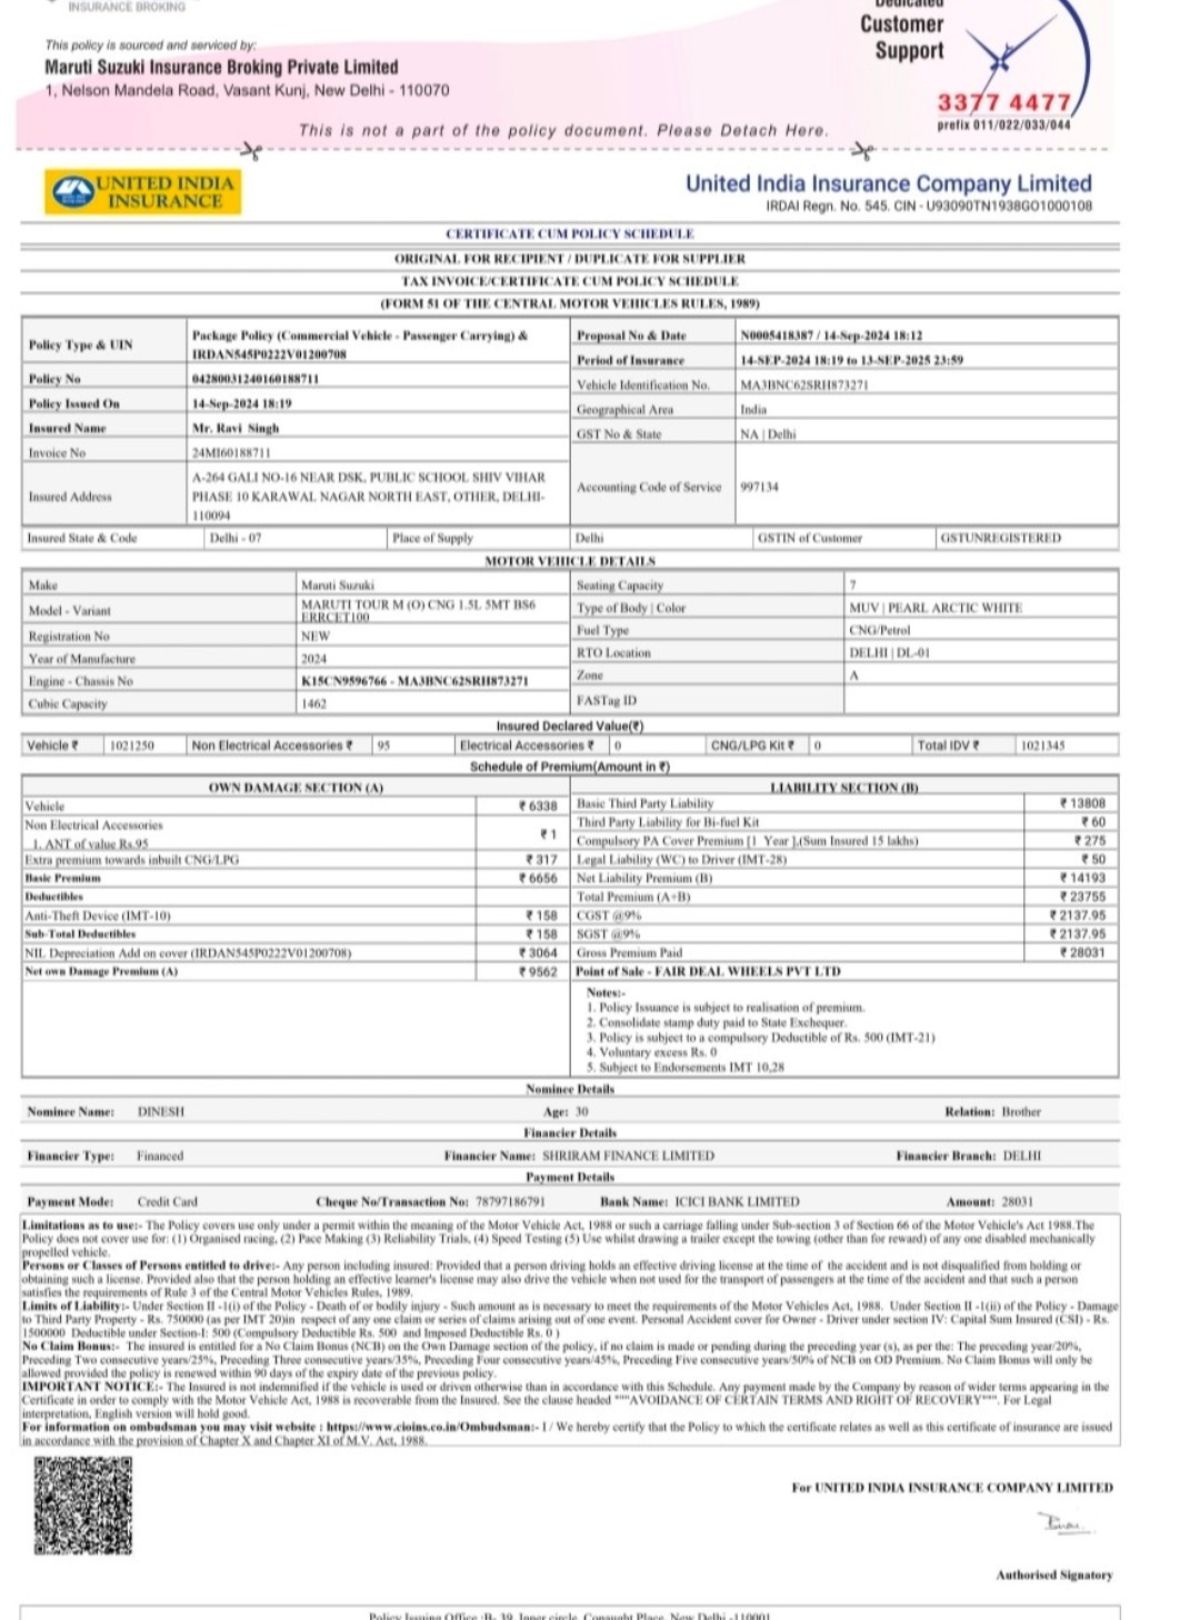 INSURANCE BROKING
Dedicated
Customer
Support
This policy is sourced and serviced by:
Maruti Suzuki Insurance Broking Private Limited
1, Nelson Mandela Road, Vasant Kunj, New Delhi - 110070
3377 4477
prefix 011/022/033/044
This is not a part of the policy document. Please Detach Here.
UNITED INDIA
INSURANCE
United India Insurance Company Limited
IRDAI Regn. No. 545. CIN - U93090TN1938GO1000108
CERTIFICATE CUM POLICY SCHEDULE
ORIGINAL FOR RECIPIENT / DUPLICATE FOR SUPPLIER
TAX INVOICE/CERTIFICATE CUM POLICY SCHEDULE
(FORM 51 OF THE CENTRAL MOTOR VEHICLES RULES, 1989)
Policy Type & UIN Package Policy (Commercial Vehicle - Passenger Carrying) &
IRDAN545P0222V01200708
Proposal No & Date N0005418387 / 14-Sep-2024 18:12
Period of Insurance 14-SEP-2024 18:19 to 13-SEP-2025 23:59
Policy No 04280031240160188711
Vehicle Identification No. MA3BNC62SRH873271
Policy Issued On 14-Sep-2024 18:19
Geographical Area India
Insured Name Mr. Ravi Singh
GST No & State NA | Delhi
Invoice No 24MI60188711
Insured Address A-264 GALI NO-16 NEAR DSK, PUBLIC SCHOOL SHIV VIHAR
PHASE 10 KARAWAL NAGAR NORTH EAST, OTHER, DELHI-
110094
Accounting Code of Service 997134
Insured State & Code Delhi - 07 Place of Supply Delhi GSTIN of Customer GSTUNREGISTERED
MOTOR VEHICLE DETAILS
Make Maruti Suzuki Seating Capacity 7
Model - Variant MARUTI TOUR M (O) CNG 1.5L 5MT BS6
ERRCET100
Type of Body | Color MUV | PEARL ARCTIC WHITE
Registration No NEW Fuel Type CNG/Petrol
Year of Manufacture 2024 RTO Location DELHI | DL-01
Engine - Chassis No K15CN9596766 - MA3BNC62SRH873271 Zone A
Cubic Capacity 1462 FASTag ID
Insured Declared Value(₹)
Vehicle ₹ 1021250 Non Electrical Accessories ₹ 95 Electrical Accessories ₹ 0 CNG/LPG Kit ₹ 0 Total IDV ₹ 1021345
Schedule of Premium(Amount in ₹)
OWN DAMAGE SECTION (A) LIABILITY SECTION (B)
Vehicle ₹ 6338 Basic Third Party Liability ₹ 13808
Non Electrical Accessories Third Party Liability for Bi-fuel Kit ₹ 60
1. ANT of value Rs.95 ₹ 1 Compulsory PA Cover Premium [1 Year ],(Sum Insured 15 lakhs) ₹ 275
Extra premium towards inbuilt CNG/LPG ₹ 317 Legal Liability (WC) to Driver (IMT-28) ₹ 50
Basic Premium ₹ 6656 Net Liability Premium (B) ₹ 14193
Deductibles Total Premium (A+B) ₹ 23755
Anti-Theft Device (IMT-10) ₹ 158 CGST @9% ₹ 2137.95
Sub-Total Deductibles ₹ 158 SGST @9% ₹ 2137.95
NIL Depreciation Add on cover (IRDAN545P0222V01200708) ₹ 3064 Gross Premium Paid ₹ 28031
Net own Damage Premium (A) ₹ 9562 Point of Sale - FAIR DEAL WHEELS PVT LTD
Notes:-
1. Policy Issuance is subject to realisation of premium.
2. Consolidate stamp duty paid to State Exchequer.
3. Policy is subject to a compulsory Deductible of Rs. 500 (IMT-21)
4. Voluntary excess Rs. 0
5. Subject to Endorsements IMT 10,28
Nominee Details
Nominee Name: DINESH Age: 30 Relation: Brother
Financier Details
Financier Type: Financed Financier Name: SHRIRAM FINANCE LIMITED Financier Branch: DELHI
Payment Details
Payment Mode: Credit Card Cheque No/Transaction No: 78797186791 Bank Name: ICICI BANK LIMITED Amount: 28031
Limitations as to use:- The Policy covers use only under a permit within the meaning of the Motor Vehicle Act, 1988 or such a carriage falling under Sub-section 3 of Section 66 of the Motor Vehicle's Act 1988.The
Policy does not cover use for: (1) Organised racing, (2) Pace Making (3) Reliability Trials, (4) Speed Testing (5) Use whilst drawing a trailer except the towing (other than for reward) of any one disabled mechanically
propelled vehicle.
Persons or Classes of Persons entitled to drive:- Any person including insured: Provided that a person driving holds an effective driving license at the time of the accident and is not disqualified from holding or
obtaining such a license. Provided also that the person holding an effective learner's license may also drive the vehicle when not used for the transport of passengers at the time of the accident and that such a person
satisfies the requirements of Rule 3 of the Central Motor Vehicles Rules, 1989.
Limits of Liability:- Under Section II -1(i) of the Policy - Death of or bodily injury - Such amount as is necessary to meet the requirements of the Motor Vehicles Act, 1988. Under Section II -1(ii) of the Policy - Damage
to Third Party Property - Rs. 750000 (as per IMT 20)in respect of any one claim or series of claims arising out of one event. Personal Accident cover for Owner - Driver under section IV: Capital Sum Insured (CSI) - Rs.
1500000 Deductible under Section-I: 500 (Compulsory Deductible Rs. 500 and Imposed Deductible Rs. 0 )
No Claim Bonus:- The insured is entitled for a No Claim Bonus (NCB) on the Own Damage section of the policy, if no claim is made or pending during the preceding year (s), as per the: The preceding year/20%,
Preceding Two consecutive years/25%, Preceding Three consecutive years/35%, Preceding Four consecutive years/45%, Preceding Five consecutive years/50% of NCB on OD Premium. No Claim Bonus will only be
allowed provided the policy is renewed within 90 days of the expiry date of the previous policy.
IMPORTANT NOTICE:- The Insured is not indemnified if the vehicle is used or driven otherwise than in accordance with this Schedule. Any payment made by the Company by reason of wider terms appearing in the
Certificate in order to comply with the Motor Vehicle Act, 1988 is recoverable from the Insured. See the clause headed """AVOIDANCE OF CERTAIN TERMS AND RIGHT OF RECOVERY""". For Legal
interpretation, English version will hold good.
For information on ombudsman you may visit website : https://www.cioins.co.in/Ombudsman:- I / We hereby certify that the Policy to which the certificate relates as well as this certificate of insurance are issued
in accordance with the provision of Chapter X and Chapter XI of M.V. Act, 1988.
For UNITED INDIA INSURANCE COMPANY LIMITED
Authorised Signatory
Policy Issuing Office :B- 39, Inner circle, Conaught Place, New Delhi -110001